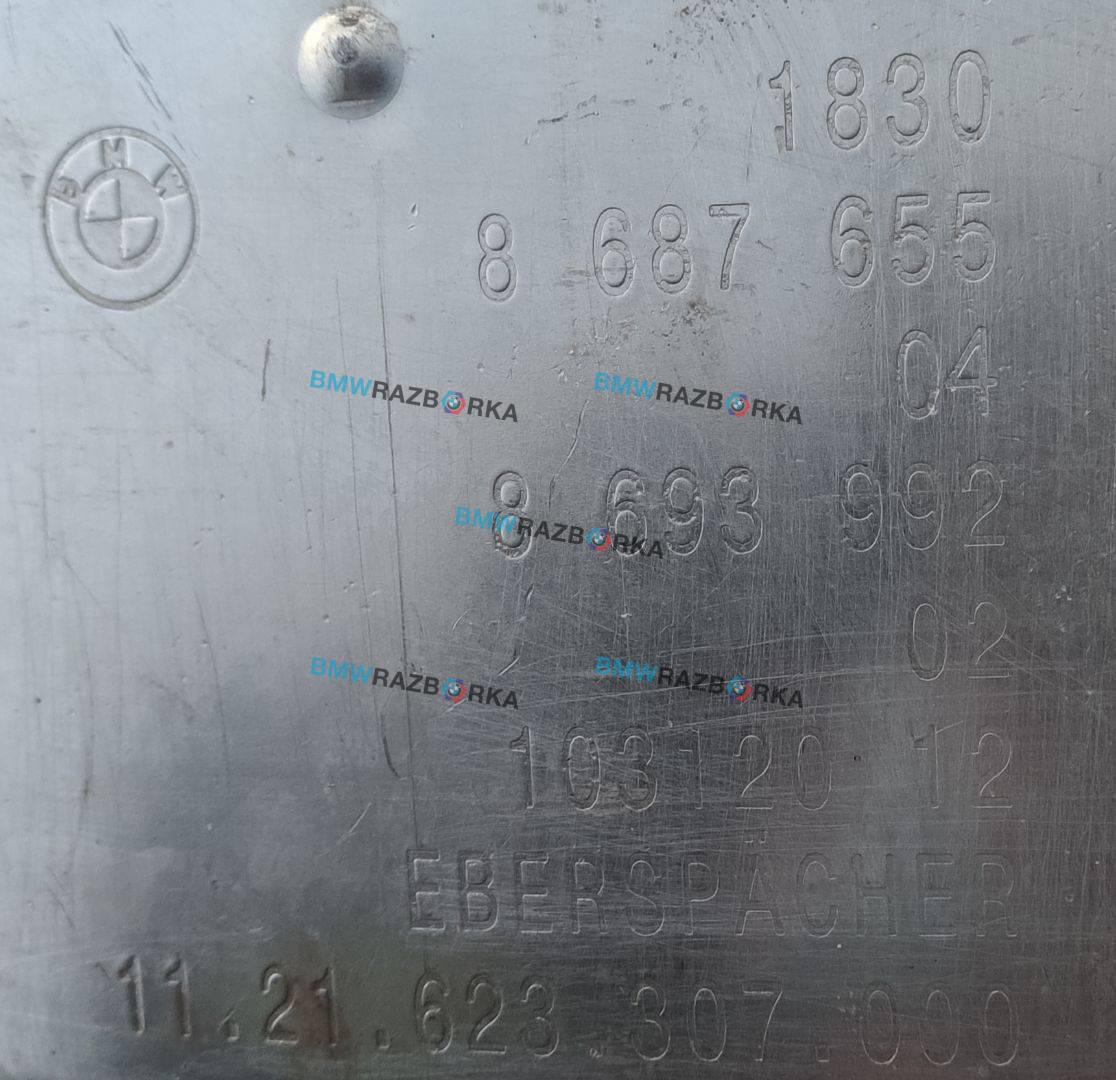 1830
BMW
8 687 655
04
BMWRAZBORKA BMWRAZBORKA
8 693 992
BMWRAZBORKA
02
BMWRAZBORKA BMWRAZBORKA
103120 12
EBERSPÄCHER
11.21.623.307.000